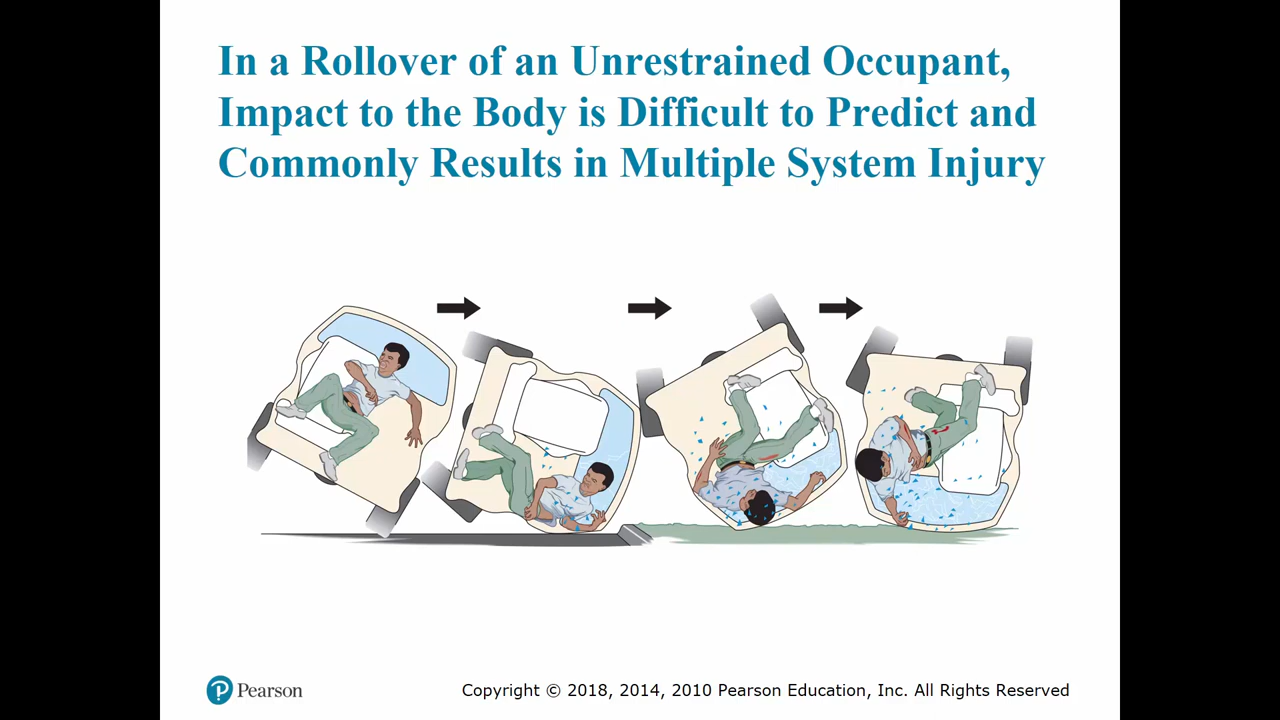 In a Rollover of an Unrestrained Occupant,
Impact to the Body is Difficult to Predict and
Commonly Results in Multiple System Injury
Pearson
Copyright © 2018, 2014, 2010 Pearson Education, Inc. All Rights Reserved